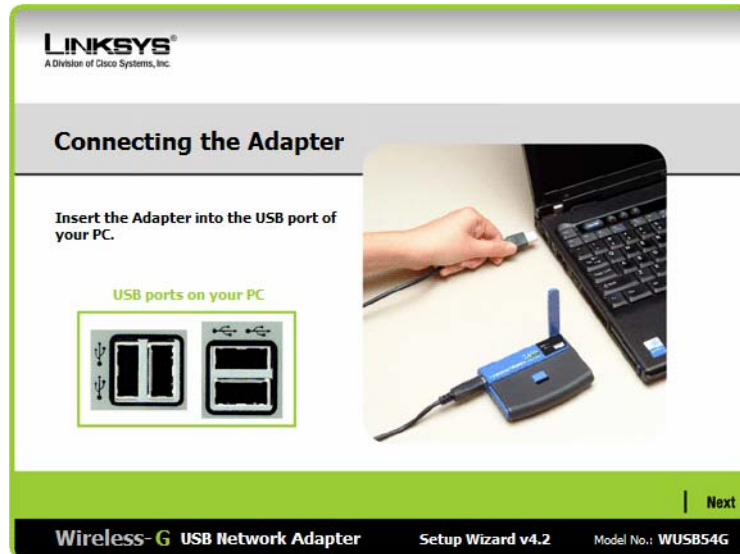 LINKSYS®
A Division of Cisco Systems, Inc.
Connecting the Adapter
Insert the Adapter into the USB port of
your PC.
USB ports on your PC
Next
Wireless-G USB Network Adapter Setup Wizard v4.2 Model No.: WUSB54G